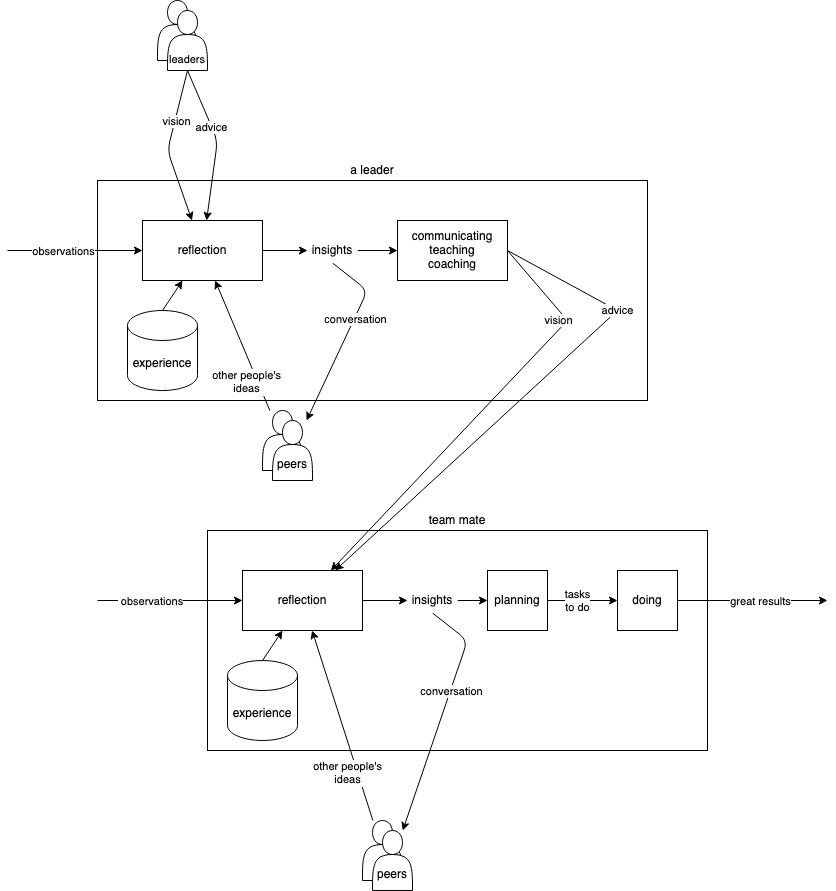 leaders
vision
advice
a leader
observations
reflection
insights
communicating
teaching
coaching
vision
advice
conversation
experience
other people's
ideas
peers
team mate
observations
reflection
insights
planning
tasks
to do
doing
great results
conversation
experience
other people's
ideas
peers